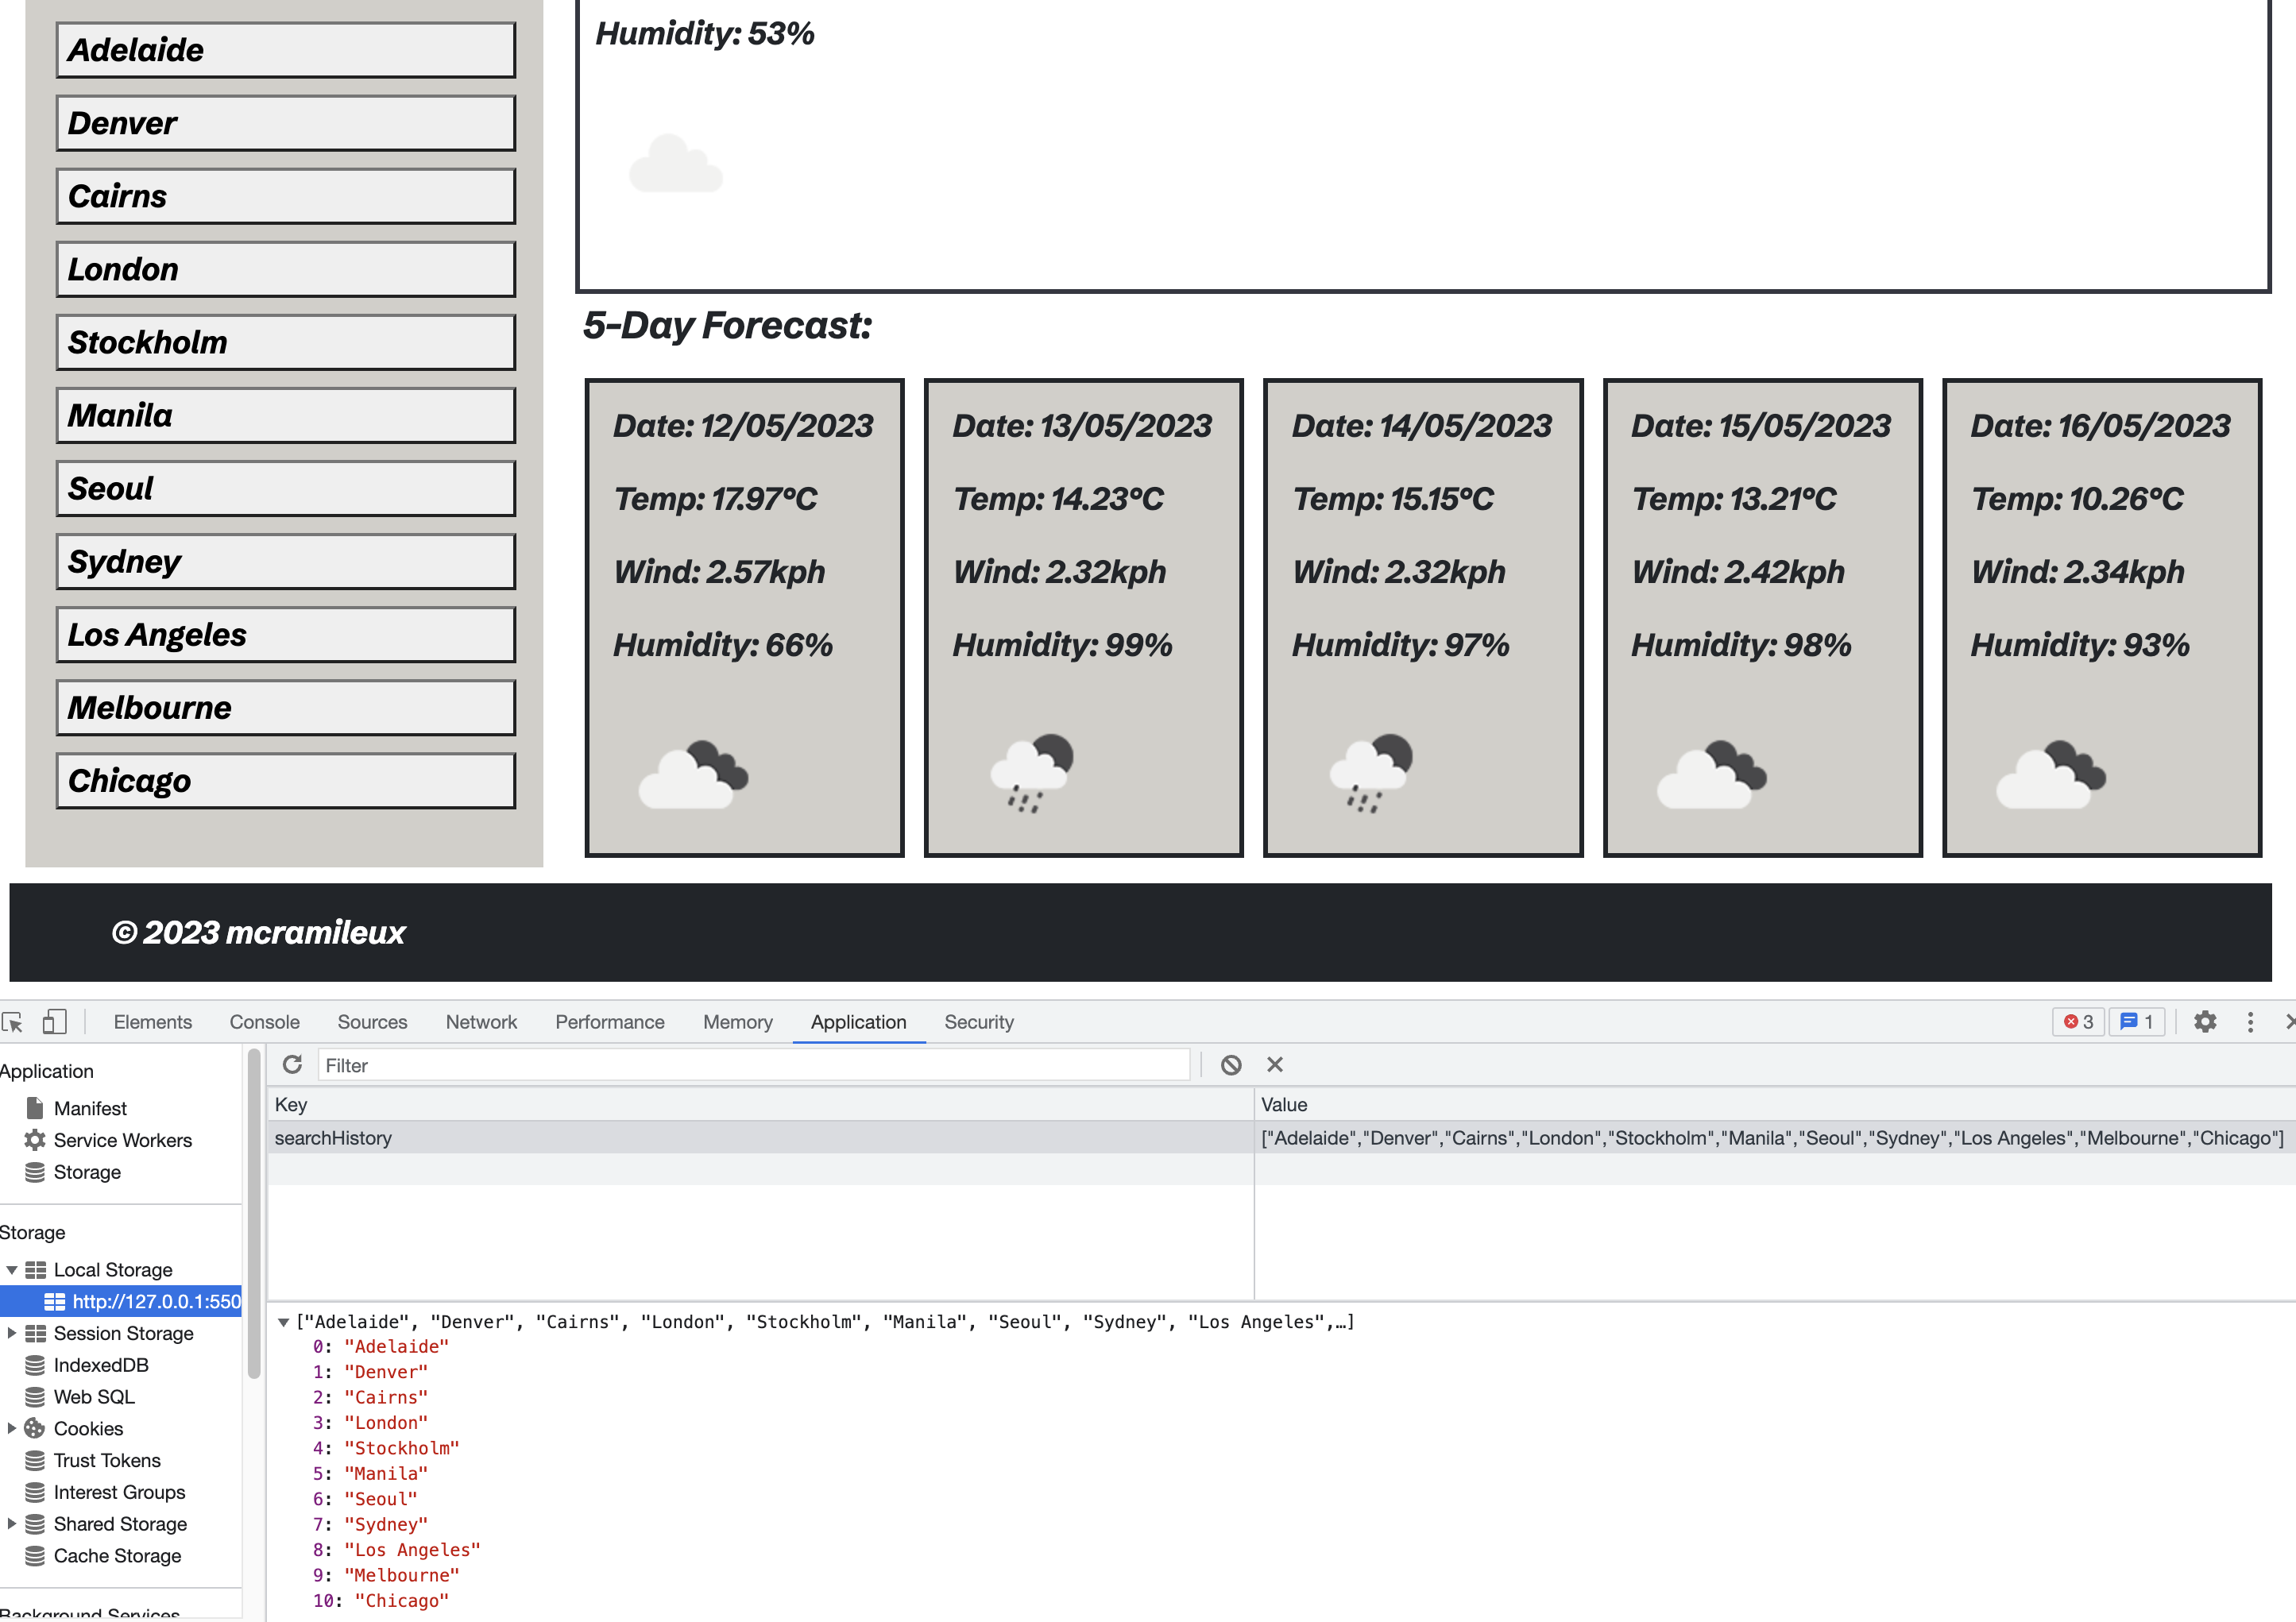 Adelaide
Denver
Cairns
London
Stockholm
Manila
Seoul
Sydney
Los Angeles
Melbourne
Chicago
Humidity: 53%
5-Day Forecast:
Date: 12/05/2023
Temp: 17.97°C
Wind: 2.57kph
Humidity: 66%
Date: 13/05/2023
Temp: 14.23°C
Wind: 2.32kph
Humidity: 99%
Date: 14/05/2023
Temp: 15.15°C
Wind: 2.32kph
Humidity: 97%
Date: 15/05/2023
Temp: 13.21°C
Wind: 2.42kph
Humidity: 98%
Date: 16/05/2023
Temp: 10.26°C
Wind: 2.34kph
Humidity: 93%
© 2023 mcramileux
Elements Console Sources Network Performance Memory Application Security 3 1
Application
Manifest
Service Workers
Storage
Storage
Local Storage
http://127.0.0.1:550
Session Storage
IndexedDB
Web SQL
Cookies
Trust Tokens
Interest Groups
Shared Storage
Cache Storage
Background Services
Filter
Key Value
searchHistory ["Adelaide","Denver","Cairns","London","Stockholm","Manila","Seoul","Sydney","Los Angeles","Melbourne","Chicago"]
["Adelaide", "Denver", "Cairns", "London", "Stockholm", "Manila", "Seoul", "Sydney", "Los Angeles",…]
0: "Adelaide"
1: "Denver"
2: "Cairns"
3: "London"
4: "Stockholm"
5: "Manila"
6: "Seoul"
7: "Sydney"
8: "Los Angeles"
9: "Melbourne"
10: "Chicago"